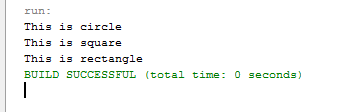 run:
This is circle
This is square
This is rectangle
BUILD SUCCESSFUL (total time: 0 seconds)